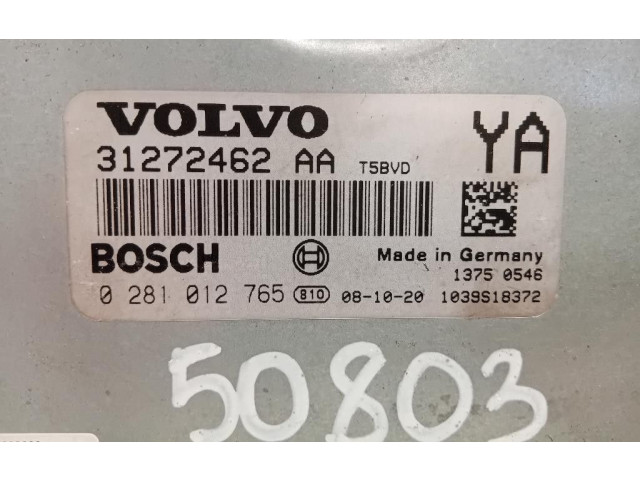 VOLVO
31272462 AA T5BVD
YA
BOSCH
Made in Germany
1375 0546
0 281 012 765 810 08-10-20 1039S18372
50803